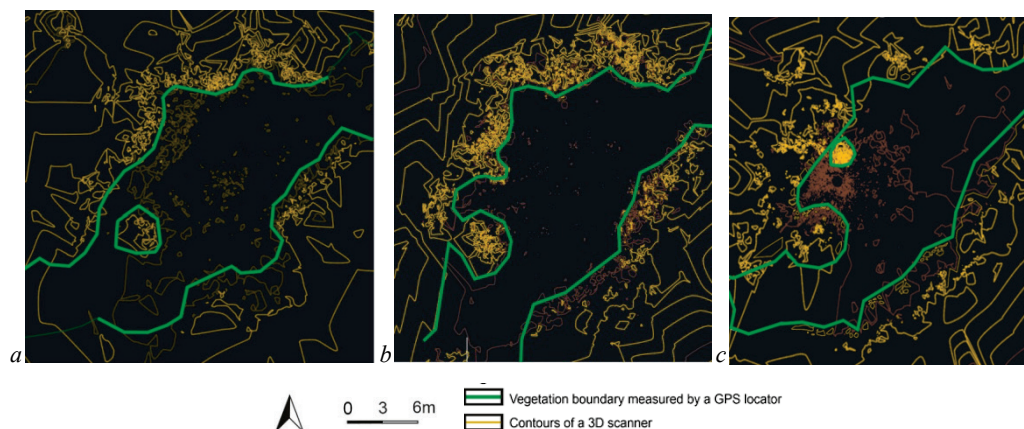 a b c
0 3 6m
Vegetation boundary measured by a GPS locator
Contours of a 3D scanner